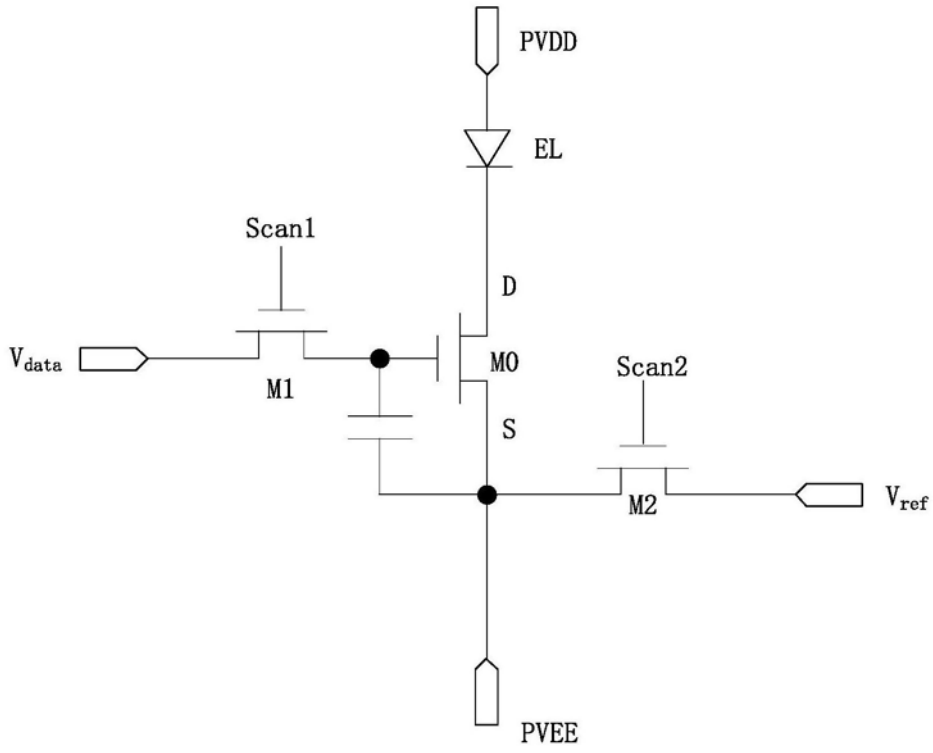 PVDD
EL
Scan1
D
Vdata
M1
M0
Scan2
S
M2
Vref
PVEE